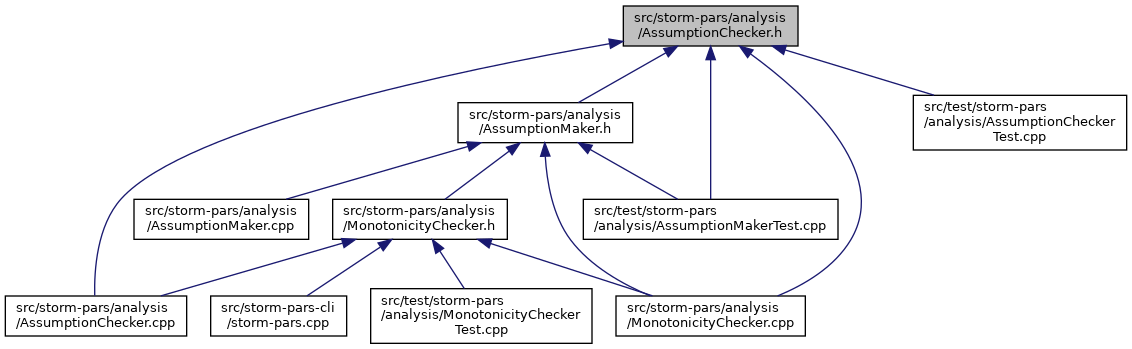 src/storm-pars/analysis
/AssumptionChecker.h
src/storm-pars/analysis
/AssumptionMaker.h
src/test/storm-pars
/analysis/AssumptionChecker
Test.cpp
src/storm-pars/analysis
/AssumptionMaker.cpp
src/storm-pars/analysis
/MonotonicityChecker.h
src/test/storm-pars
/analysis/AssumptionMakerTest.cpp
src/storm-pars/analysis
/AssumptionChecker.cpp
src/storm-pars-cli
/storm-pars.cpp
src/test/storm-pars
/analysis/MonotonicityChecker
Test.cpp
src/storm-pars/analysis
/MonotonicityChecker.cpp